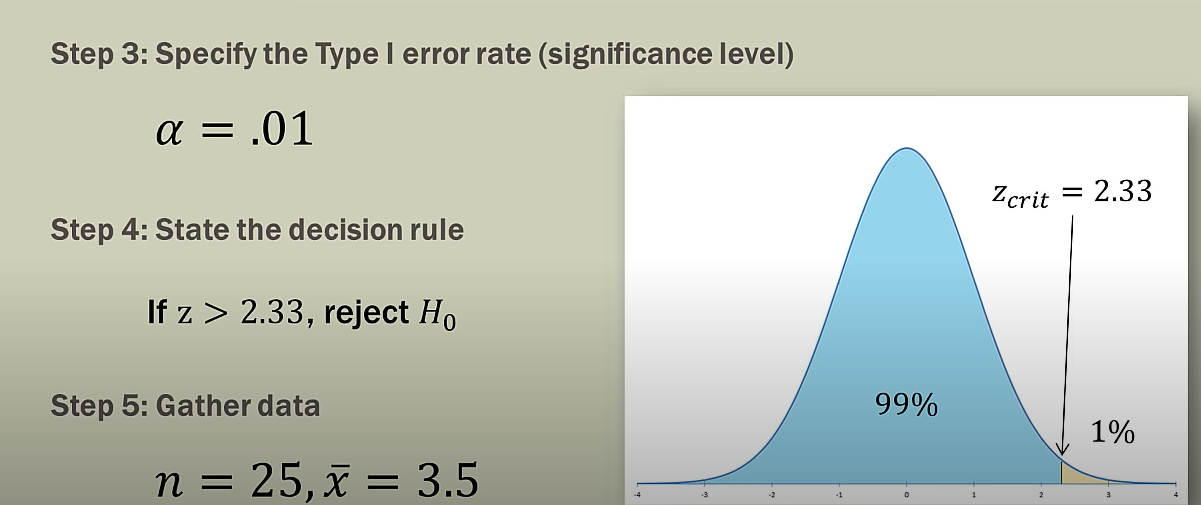 Step 3: Specify the Type I error rate (significance level)
α = .01
Step 4: State the decision rule
If z > 2.33, reject H₀
Step 5: Gather data
n = 25, x̄ = 3.5
z_crit = 2.33
99%
1%
-4 -3 -2 -1 0 1 2 3 4